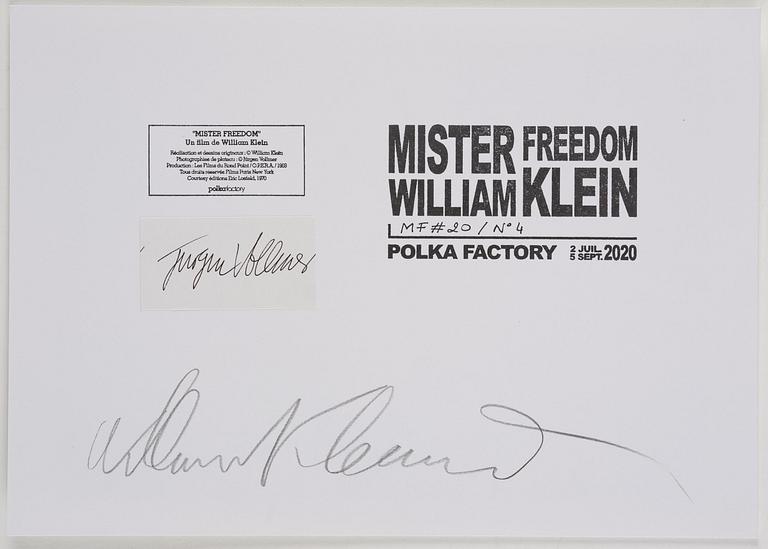 "MISTER FREEDOM"
Un film de William Klein
Réalisation et dessins originaux : © William Klein
Photographies de plateau : © Jürgen Vollmer
Production : Les Films du Rond Point / O.P.E.R.A. / 1968
Tous droits réservés Films Paris New York
Courtesy éditions Eric Losfeld, 1970
polkafactory
Jürgen Vollmer
MISTER FREEDOM
WILLIAM KLEIN
MF #20 / N° 4
POLKA FACTORY 2 JUIL. 5 SEPT. 2020
William Klein